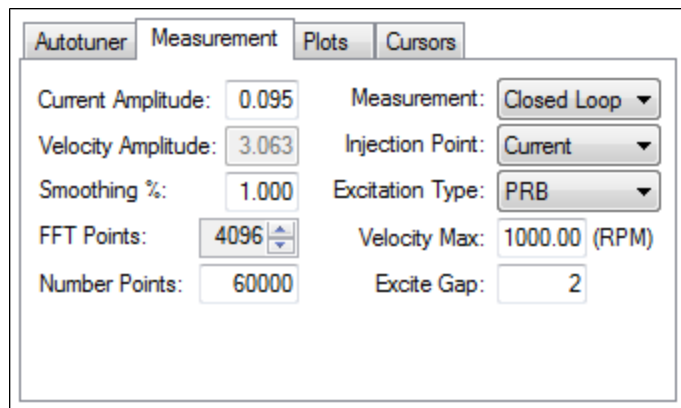 Autotuner Measurement Plots Cursors
Current Amplitude: 0.095 Measurement: Closed Loop
Velocity Amplitude: 3.063 Injection Point: Current
Smoothing %: 1.000 Excitation Type: PRB
FFT Points: 4096 Velocity Max: 1000.00 (RPM)
Number Points: 60000 Excite Gap: 2